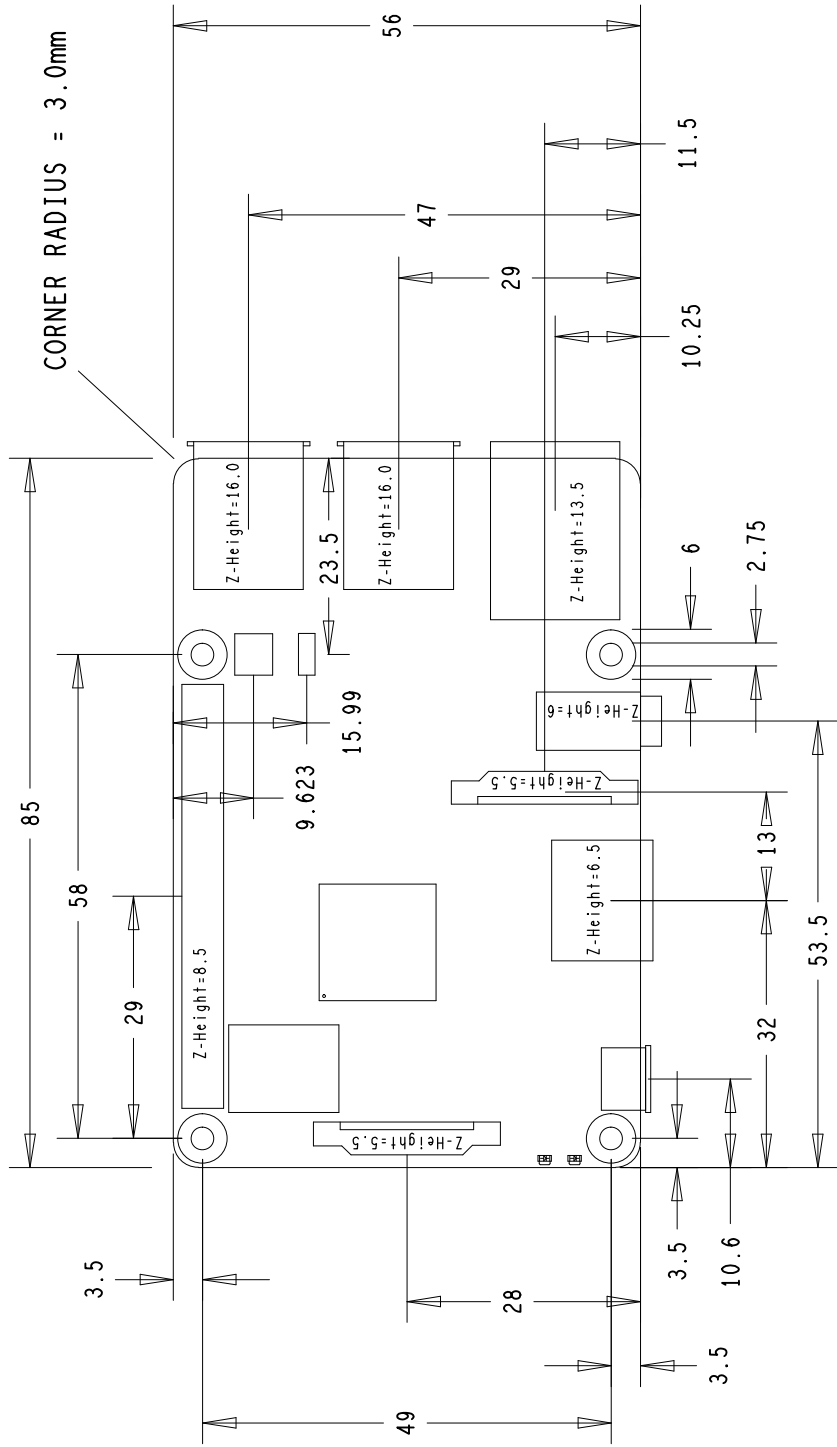 CORNER RADIUS = 3.0mm
85
58
29
3.5
49
28
3.5
3.5
10.6
32
53.5
13
2.75
6
10.25
29
47
11.5
56
23.5
15.99
9.623
Z-Height=16.0
Z-Height=16.0
Z-Height=13.5
Z-Height=6
Z-Height=5.5
Z-Height=6.5
Z-Height=8.5
Z-Height=5.5